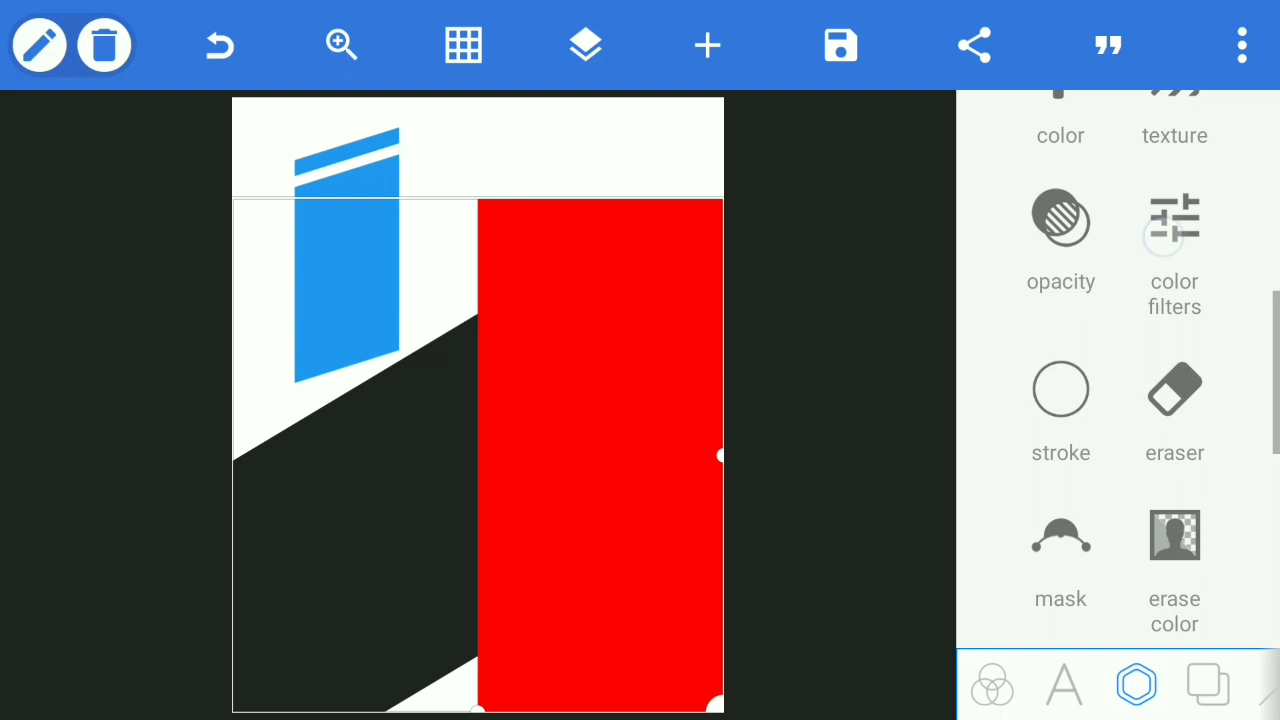 color
texture
opacity
color
filters
stroke
eraser
mask
erase
color